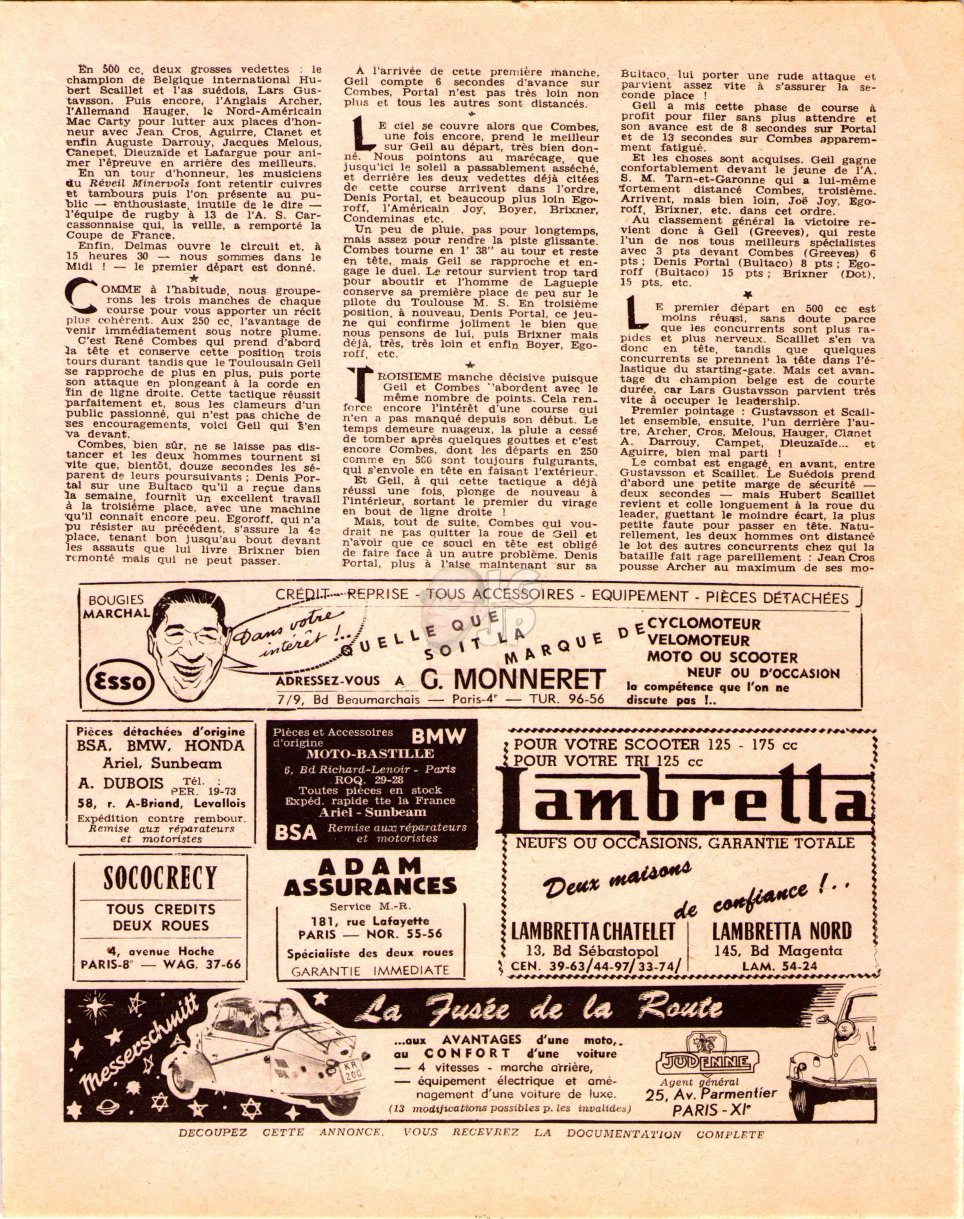 En 500 cc, deux grosses vedettes : le
champion de Belgique international Hu-
bert Scaillet et l'as suédois, Lars Gus-
tavsson. Puis encore, l'Anglais Archer,
l'Allemand Hauger, le Nord-Américain
Mac Carty pour lutter aux places d'hon-
neur avec Jean Cros, Aguirre, Clanet et
enfin Auguste Darrouy, Jacques Melous,
Canepet, Dieuzaïde et Lafargue pour ani-
mer l'épreuve en arrière des meilleurs.
En un tour d'honneur, les musiciens
du Réveil Minervois font retentir cuivres
et tambours puis l'on présente au pu-
blic — enthousiaste, inutile de le dire —
l'équipe de rugby à 13 de l'A. S. Car-
cassonnaise qui, la veille, a remporté la
Coupe de France.
Enfin, Delmas ouvre le circuit et, à
15 heures 30 — nous sommes dans le
Midi ! — le premier départ est donné.
★
COMME à l'habitude, nous groupe-
rons les trois manches de chaque
course pour vous apporter un récit
plus cohérent. Aux 250 cc, l'avantage de
venir immédiatement sous notre plume.
C'est René Combes qui prend d'abord
la tête et conserve cette position trois
tours durant tandis que le Toulousain Geil
se rapproche de plus en plus, puis porte
son attaque en plongeant à la corde en
fin de ligne droite. Cette tactique réussit
parfaitement et, sous les clameurs d'un
public passionné, qui n'est pas chiche de
ses encouragements, voici Geil qui s'en
va devant.
Combes, bien sûr, ne se laisse pas dis-
tancer et les deux hommes tournent si
vite que, bientôt, douze secondes les sé-
parent de leurs poursuivants ; Denis Por-
tal sur une Bultaco qu'il a reçue dans
la semaine, fournit un excellent travail
à la troisième place, avec une machine
qu'il connaît encore peu. Egoroff, qui n'a
pu résister au précédent, s'assure la 4e
place, tenant bon jusqu'au bout devant
les assauts que lui livre Brixner bien
remonté mais qui ne peut passer.
A l'arrivée de cette première manche,
Geil compte 6 secondes d'avance sur
Combes, Portal n'est pas très loin non
plus et tous les autres sont distancés.
★
LE ciel se couvre alors que Combes,
une fois encore, prend le meilleur
sur Geil au départ, très bien don-
né. Nous pointons au marécage, que
jusqu'ici le soleil a passablement asséché,
et derrière les deux vedettes déjà citées
de cette course arrivent dans l'ordre,
Denis Portal, et beaucoup plus loin Ego-
roff, l'Américain Joy, Boyer, Brixner,
Condeminas etc.
Un peu de pluie, pas pour longtemps,
mais assez pour rendre la piste glissante.
Combes tourne en 1' 38" au tour et reste
en tête, mais Geil se rapproche et en-
gage le duel. Le retour survient trop tard
pour aboutir et l'homme de Laguepie
conserve sa première place de peu sur le
pilote du Toulouse M. S. En troisième
position, à nouveau, Denis Portal, ce jeu-
ne qui confirme joliment le bien que
nous pensons de lui, puis Brixner mais
déjà, très, très loin et enfin Boyer, Ego-
roff, etc.
★
TROISIEME manche décisive puisque
Geil et Combes l'abordent avec le
même nombre de points. Cela ren-
force encore l'intérêt d'une course qui
n'en a pas manqué depuis son début. Le
temps demeure nuageux, la pluie a cessé
de tomber après quelques gouttes et c'est
encore Combes, dont les départs en 250
comme en 500 sont toujours fulgurants,
qui s'envole en tête en faisant l'extérieur.
Et Geil, à qui cette tactique a déjà
réussi une fois, plonge de nouveau à
l'intérieur, sortant le premier du virage
en bout de ligne droite !
Mais, tout de suite, Combes qui vou-
drait ne pas quitter la roue de Geil et
n'avoir que ce souci en tête est obligé
de faire face à un autre problème. Denis
Portal, plus à l'aise maintenant sur sa
Bultaco, lui porter une rude attaque et
parvient assez vite à s'assurer la se-
conde place !
Geil a mis cette phase de course à
profit pour filer sans plus attendre et
son avance est de 8 secondes sur Portal
et de 13 secondes sur Combes apparem-
ment fatigué.
Et les choses sont acquises. Geil gagne
confortablement devant le jeune de l'A.
S. M. Tarn-et-Garonne qui a lui-même
fortement distancé Combes, troisième.
Arrivent, mais bien loin, Joë Joy, Ego-
roff, Brixner, etc. dans cet ordre.
Au classement général la victoire re-
vient donc à Geil (Greeves), qui reste
l'un de nos tous meilleurs spécialistes
avec 3 pts devant Combes (Greeves) 6
pts ; Denis Portal (Bultaco) 8 pts ; Ego-
roff (Bultaco) 15 pts ; Brixner (Dot),
15 pts, etc.
★
LE premier départ en 500 cc est
moins réussi, sans doute parce
que les concurrents sont plus ra-
pides et plus nerveux. Scaillet s'en va
donc en tête, tandis que quelques
concurrents se prennent la tête dans l'é-
lastique du starting-gate. Mais cet avan-
tage du champion belge est de courte
durée, car Lars Gustavsson parvient très
vite à occuper le leadership.
Premier pointage : Gustavsson et Scail-
let ensemble, ensuite, l'un derrière l'au-
tre, Archer, Cros, Melous, Hauger, Clanet
A. Darrouy, Campet, Dieuzaïde... et
Aguirre, bien mal parti !
Le combat est engagé, en avant, entre
Gustavsson et Scaillet. Le Suédois prend
d'abord une petite marge de sécurité —
deux secondes — mais Hubert Scaillet
revient et colle longuement à la roue du
leader, guettant le moindre écart, la plus
petite faute pour passer en tête. Natu-
rellement, les deux hommes ont distancé
le lot des autres concurrents chez qui la
bataille fait rage pareillement : Jean Cros
pousse Archer au maximum de ses mo-
BOUGIES
MARCHAL
Esso
Dans votre
intérêt !...
CREDIT - REPRISE - TOUS ACCESSOIRES - EQUIPEMENT - PIÈCES DÉTACHÉES
QUELLE QUE
SOIT LA
MARQUE DE
CYCLOMOTEUR
VELOMOTEUR
MOTO OU SCOOTER
NEUF OU D'OCCASION
la compétence que l'on ne
discute pas !..
ADRESSEZ-VOUS A G. MONNERET
7/9, Bd Beaumarchais — Paris-4e — TUR. 96-56
Pièces détachées d'origine
BSA, BMW, HONDA
Ariel, Sunbeam
A. DUBOIS Tél. : PER. 19-73
58, r. A-Briand, Levallois
Expédition contre rembour.
Remise aux réparateurs
et motoristes
Pièces et Accessoires
d'origine BMW
MOTO-BASTILLE
6, Bd Richard-Lenoir - Paris
ROQ. 29-28
Toutes pièces en stock
Expéd. rapide tte la France
Ariel - Sunbeam
BSA Remise aux réparateurs
et motoristes
POUR VOTRE SCOOTER 125 - 175 cc
POUR VOTRE TRI 125 cc
Lambretta
NEUFS OU OCCASIONS, GARANTIE TOTALE
Deux maisons
de confiance !..
LAMBRETTA CHATELET
13, Bd Sébastopol
CEN. 39-63/44-97/33-74/
LAMBRETTA NORD
145, Bd Magenta
LAM. 54-24
SOCOCRECY
TOUS CREDITS
DEUX ROUES
4, avenue Hoche
PARIS-8e — WAG. 37-66
ADAM
ASSURANCES
Service M.-R.
181, rue Lafayette
PARIS — NOR. 55-56
Spécialiste des deux roues
GARANTIE IMMEDIATE
Messerschmitt
KR
200
La Fusée de la Route
...aux AVANTAGES d'une moto,
au CONFORT d'une voiture
— 4 vitesses - marche arrière,
— équipement électrique et amé-
nagement d'une voiture de luxe.
(13 modifications possibles p. les invalides)
JUDENNE
Agent général
25, Av. Parmentier
PARIS - XIe
DECOUPEZ CETTE ANNONCE, VOUS RECEVREZ LA DOCUMENTATION COMPLETE